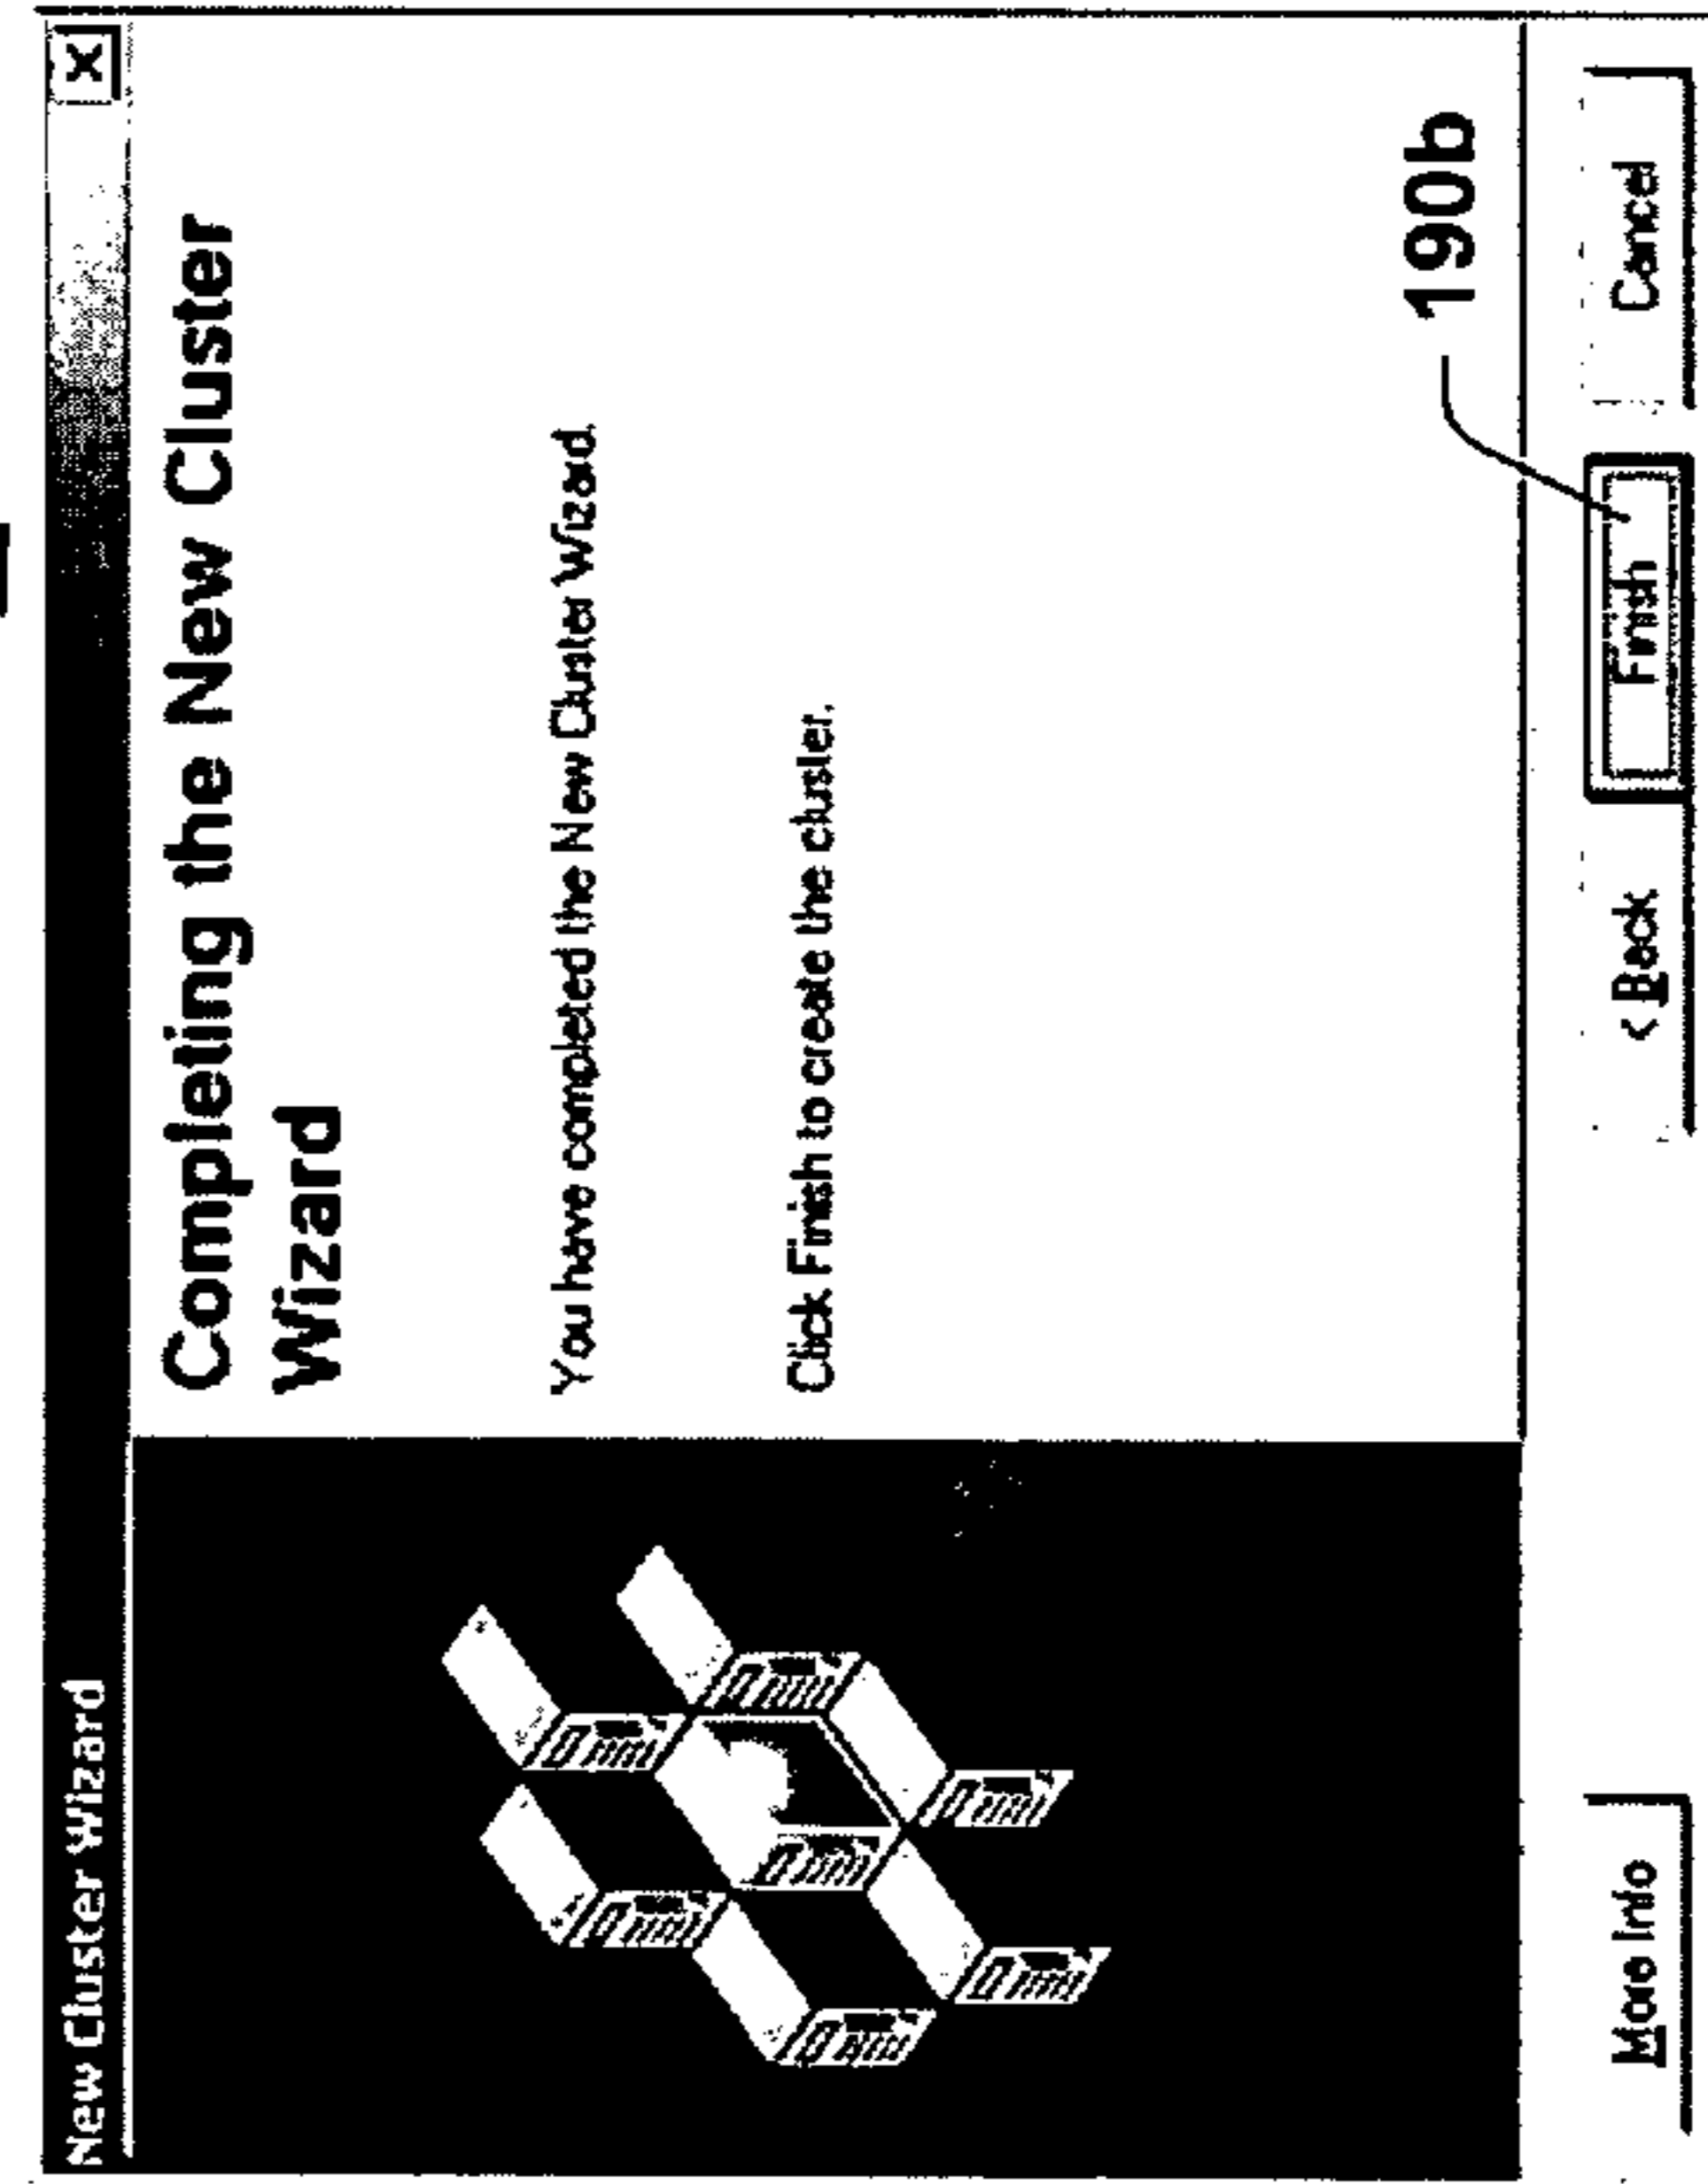 New Cluster Wizard
Completing the New Cluster
Wizard
You have completed the New Cluster Wizard.
Click Finish to create the cluster.
190b
More Info
< Back
Finish
Cancel